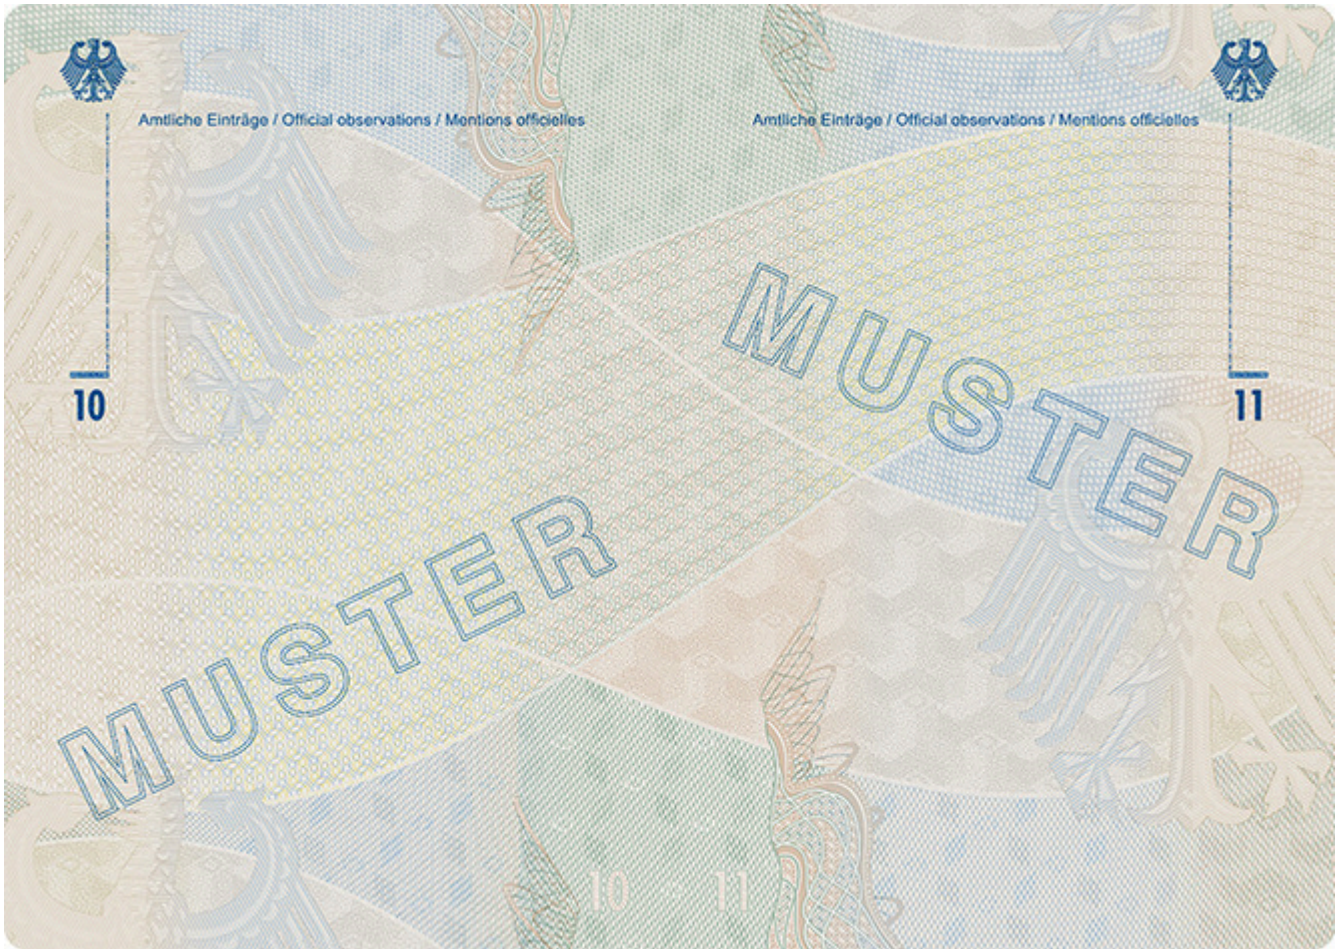 Amtliche Einträge / Official observations / Mentions officielles
10
MUSTER
Amtliche Einträge / Official observations / Mentions officielles
11
MUSTER
10 - 11